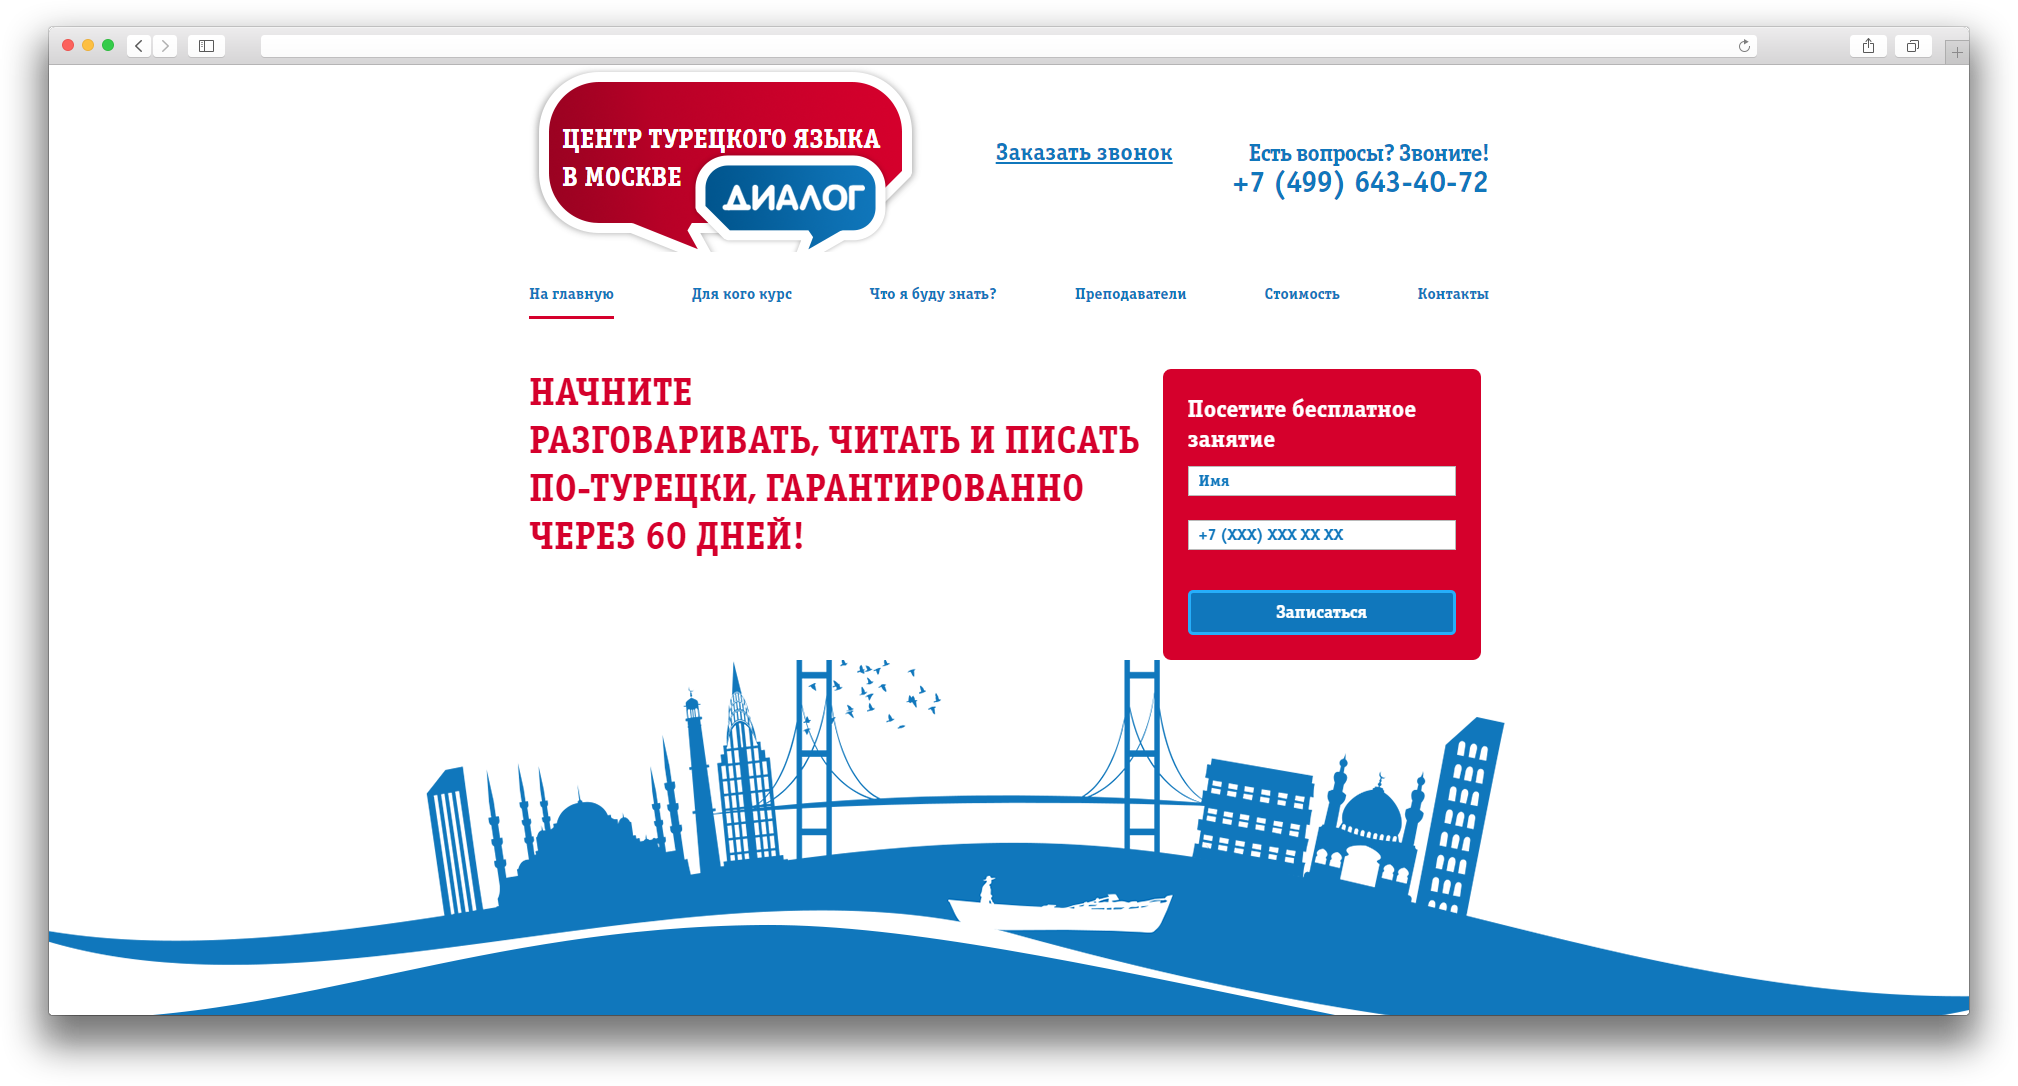 ЦЕНТР ТУРЕЦКОГО ЯЗЫКА
В МОСКВЕ
ДИАЛОГ
Заказать звонок
Есть вопросы? Звоните!
+7 (499) 643-40-72
На главную
Для кого курс
Что я буду знать?
Преподаватели
Стоимость
Контакты
НАЧНИТЕ
РАЗГОВАРИВАТЬ, ЧИТАТЬ И ПИСАТЬ
ПО-ТУРЕЦКИ, ГАРАНТИРОВАННО
ЧЕРЕЗ 60 ДНЕЙ!
Посетите бесплатное
занятие
Имя
+7 (XXX) XXX XX XX
Записаться